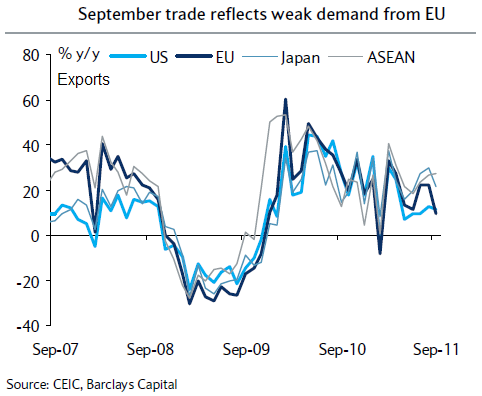 September trade reflects weak demand from EU
% y/y
US
EU
Japan
ASEAN
Exports
80
60
40
20
0
-20
-40
Sep-07
Sep-08
Sep-09
Sep-10
Sep-11
Source: CEIC, Barclays Capital